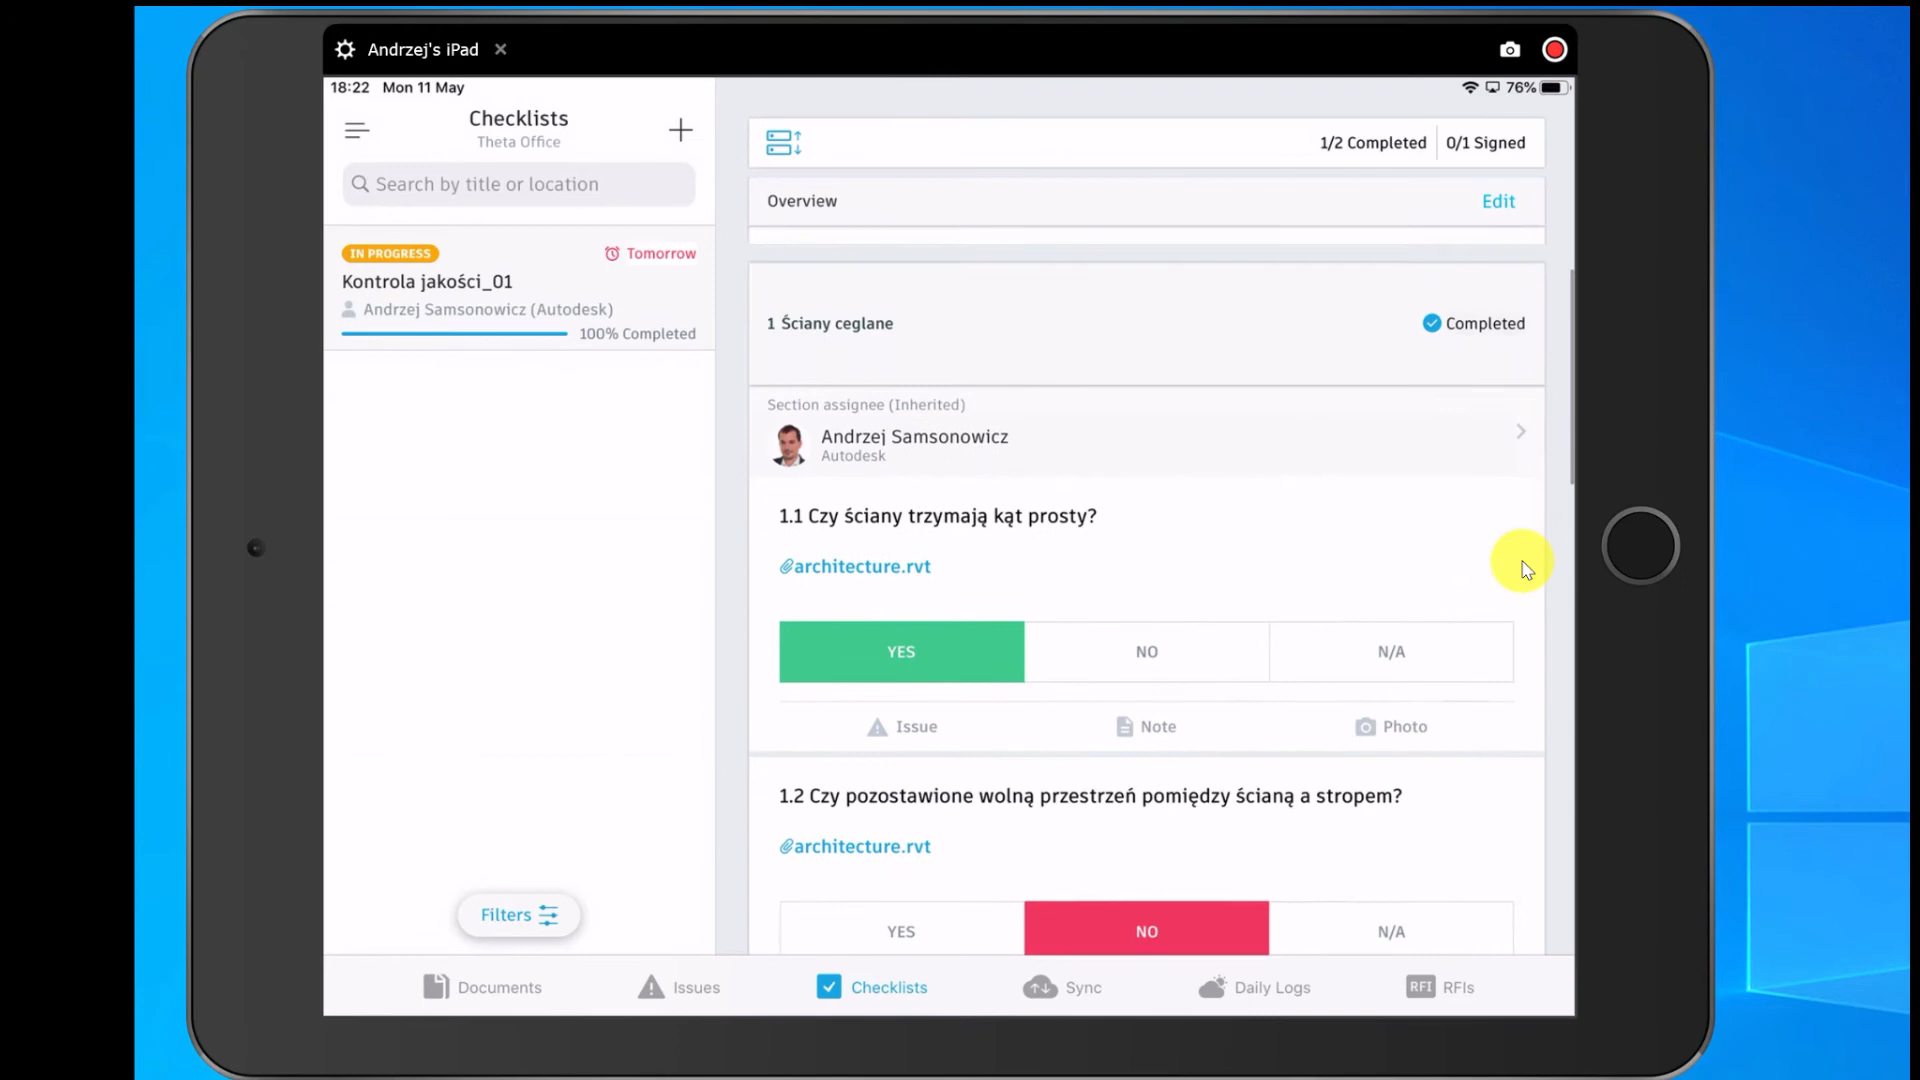 Andrzej's iPad
18:22 Mon 11 May
76%
Checklists
Theta Office
Search by title or location
IN PROGRESS
Tomorrow
Kontrola jakości_01
Andrzej Samsonowicz (Autodesk)
100% Completed
Filters
1/2 Completed
0/1 Signed
Overview
Edit
1 Ściany ceglane
Completed
Section assignee (Inherited)
Andrzej Samsonowicz
Autodesk
1.1 Czy ściany trzymają kąt prosty?
architecture.rvt
YES
NO
N/A
Issue
Note
Photo
1.2 Czy pozostawione wolną przestrzeń pomiędzy ścianą a stropem?
architecture.rvt
YES
NO
N/A
Documents
Issues
Checklists
Sync
Daily Logs
RFI RFIs